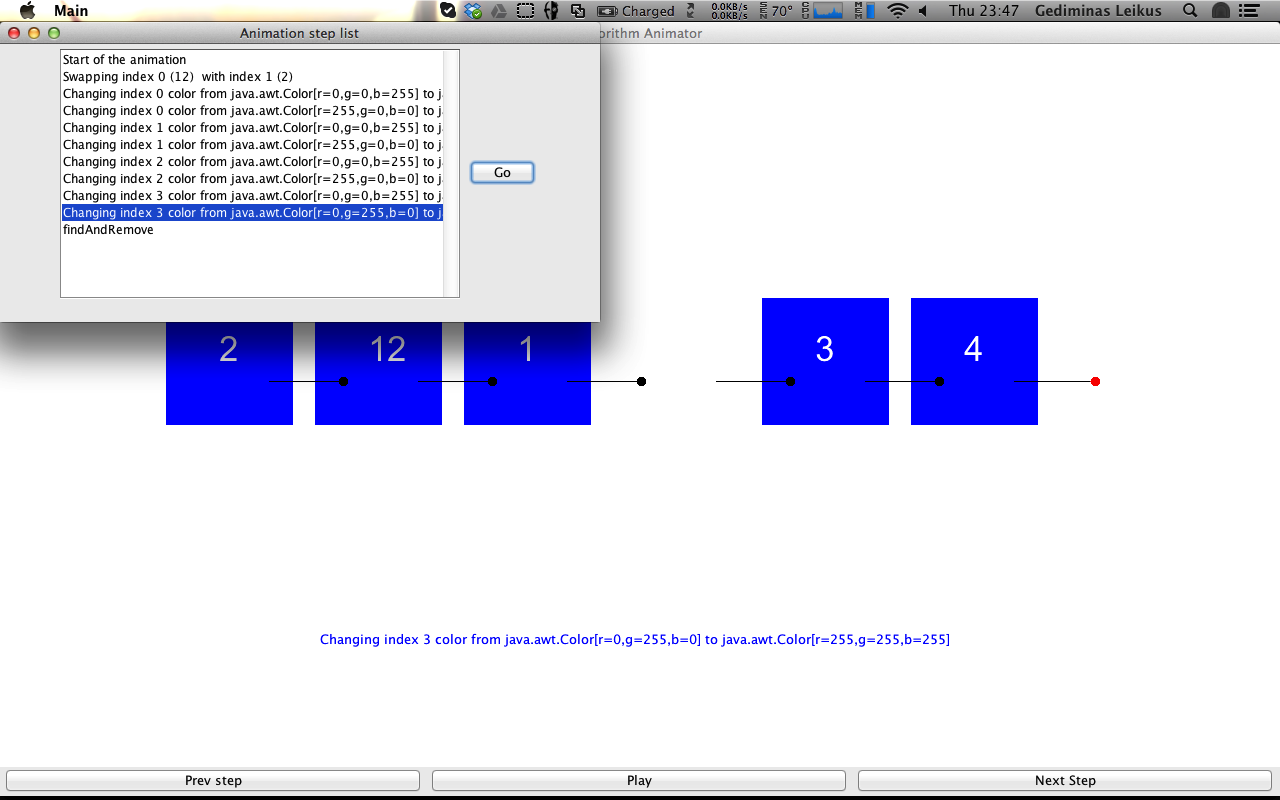 Main Charged 0.0KB/s 0.0KB/s SEN 70° CPU MEM Thu 23:47 Gediminas Leikus
Animation step list
orithm Animator
Start of the animation
Swapping index 0 (12)  with index 1 (2)
Changing index 0 color from java.awt.Color[r=0,g=0,b=255] to j
Changing index 0 color from java.awt.Color[r=255,g=0,b=0] to j
Changing index 1 color from java.awt.Color[r=0,g=0,b=255] to j
Changing index 1 color from java.awt.Color[r=255,g=0,b=0] to j
Changing index 2 color from java.awt.Color[r=0,g=0,b=255] to j
Changing index 2 color from java.awt.Color[r=255,g=0,b=0] to j
Changing index 3 color from java.awt.Color[r=0,g=0,b=255] to j
Changing index 3 color from java.awt.Color[r=0,g=255,b=0] to j
findAndRemove
Go
2 12 1 3 4
Changing index 3 color from java.awt.Color[r=0,g=255,b=0] to java.awt.Color[r=255,g=255,b=255]
Prev step Play Next Step